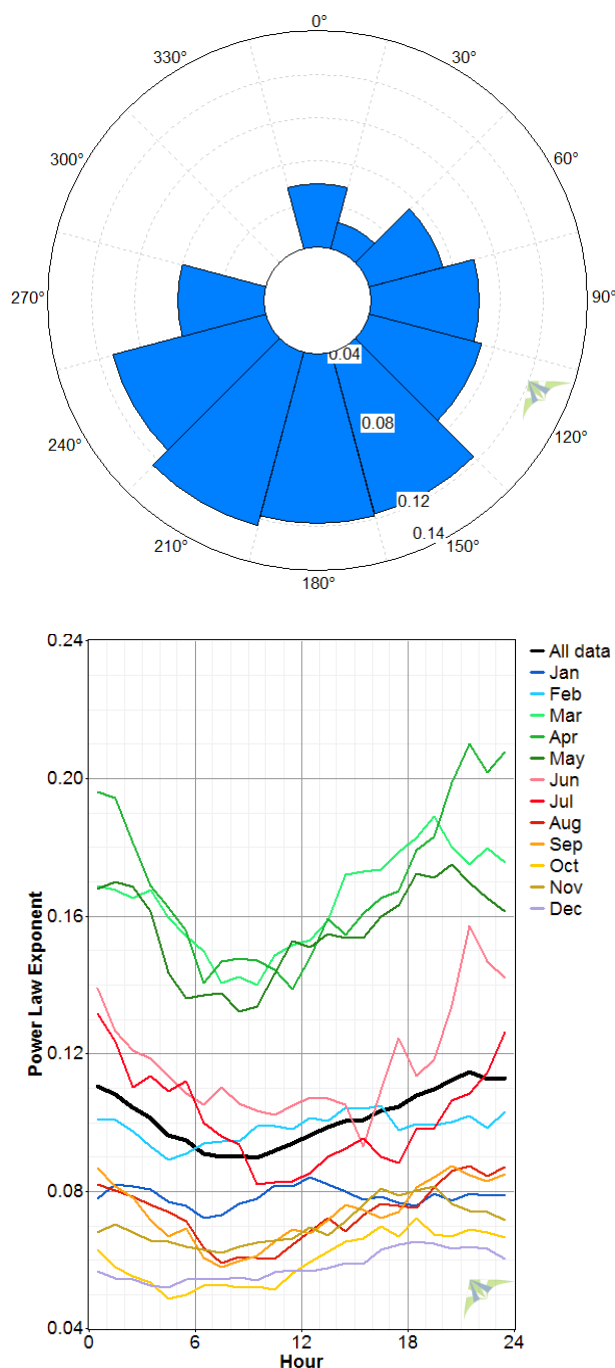 0°
330°
30°
300°
60°
270°
90°
0.04
240°
120°
0.08
0.12
0.14
210°
150°
180°
0.24
0.20
0.16
0.12
0.08
0.04
Power Law Exponent
0
6
12
18
24
Hour
All data
Jan
Feb
Mar
Apr
May
Jun
Jul
Aug
Sep
Oct
Nov
Dec